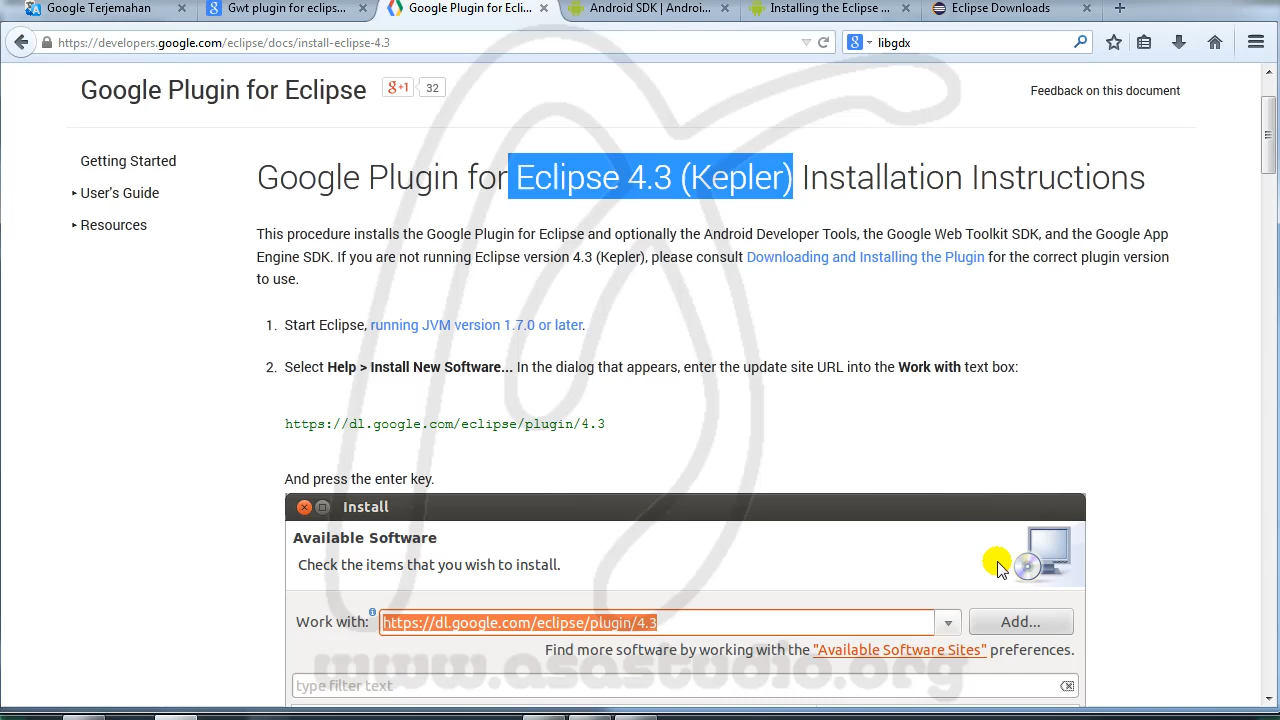 Google Terjemahan
Gwt plugin for eclips...
Google Plugin for Ecli...
Android SDK | Androi...
Installing the Eclipse ...
Eclipse Downloads
https://developers.google.com/eclipse/docs/install-eclipse-4.3
libgdx
Google Plugin for Eclipse
g+1
32
Feedback on this document
Getting Started
User's Guide
Resources
Google Plugin for Eclipse 4.3 (Kepler) Installation Instructions
This procedure installs the Google Plugin for Eclipse and optionally the Android Developer Tools, the Google Web Toolkit SDK, and the Google App
Engine SDK. If you are not running Eclipse version 4.3 (Kepler), please consult Downloading and Installing the Plugin for the correct plugin version
to use.
1. Start Eclipse, running JVM version 1.7.0 or later.
2. Select Help > Install New Software... In the dialog that appears, enter the update site URL into the Work with text box:
https://dl.google.com/eclipse/plugin/4.3
And press the enter key.
Install
Available Software
Check the items that you wish to install.
Work with:
https://dl.google.com/eclipse/plugin/4.3
Add...
Find more software by working with the "Available Software Sites" preferences.
www.asastudio.org
type filter text